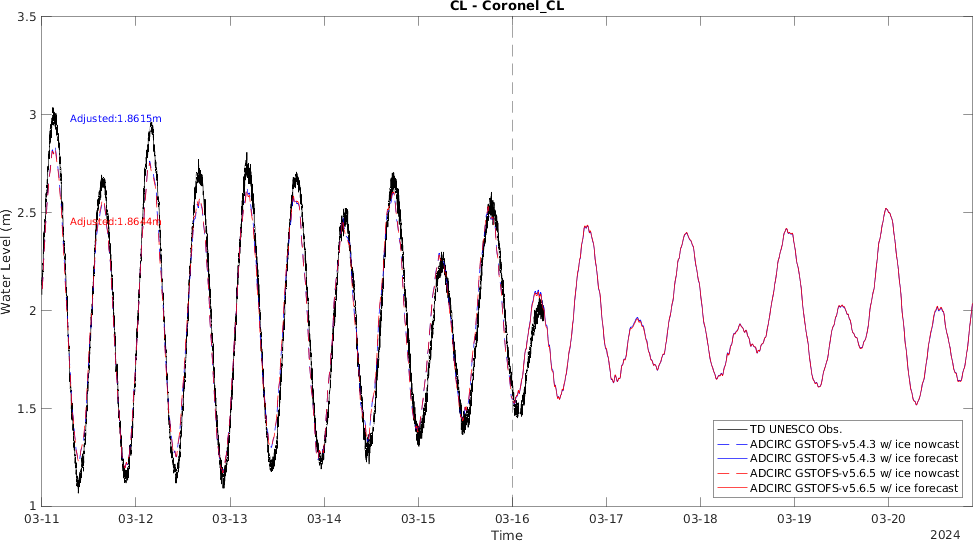 CL - Coronel_CL
3.5
3
2.5
2
1.5
1
Water Level (m)
Adjusted:1.8615m
Adjusted:1.8644m
TD UNESCO Obs.
ADCIRC GSTOFS-v5.4.3 w/ ice nowcast
ADCIRC GSTOFS-v5.4.3 w/ ice forecast
ADCIRC GSTOFS-v5.6.5 w/ ice nowcast
ADCIRC GSTOFS-v5.6.5 w/ ice forecast
03-11 03-12 03-13 03-14 03-15 03-16 03-17 03-18 03-19 03-20
Time
2024